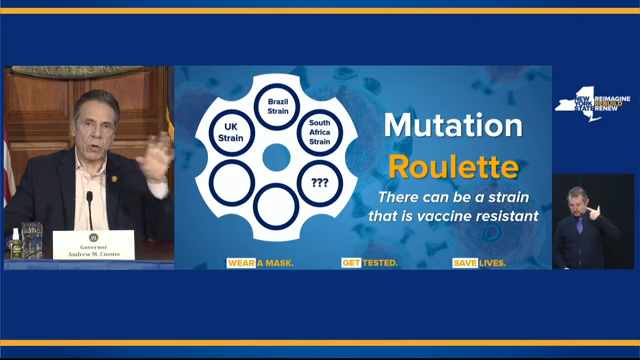 UK
Strain
Brazil
Strain
South
Africa
Strain
???
Mutation
Roulette
There can be a strain
that is vaccine resistant
WEAR A MASK.
GET TESTED.
SAVE LIVES.
Governor
Andrew M. Cuomo
NEW
YORK
STATE
REIMAGINE
REBUILD
RENEW